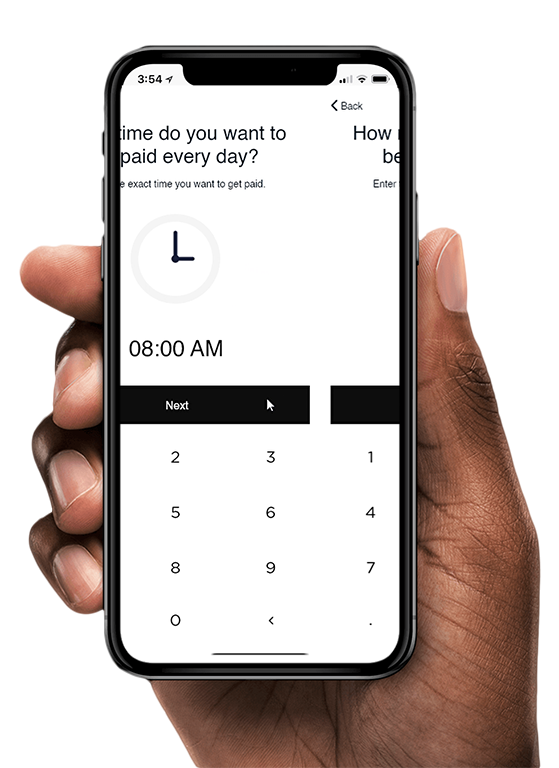 3:54
Back
time do you want to
paid every day?
e exact time you want to get paid.
How
be
Enter
08:00 AM
Next
2 3
5 6
8 9
0 <
1
4
7
.